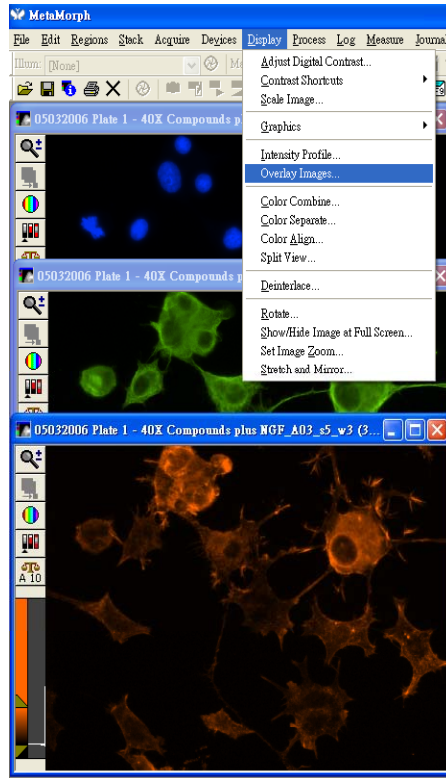 MetaMorph
File Edit Regions Stack Acquire Devices Display Process Log Measure Journal
Illum: [None]
Adjust Digital Contrast...
Contrast Shortcuts
Scale Image...
Graphics
Intensity Profile...
Overlay Images...
Color Combine...
Color Separate...
Color Align...
Split View...
Deinterlace...
Rotate...
Show/Hide Image at Full Screen...
Set Image Zoom...
Stretch and Mirror...
05032006 Plate 1 - 40X Compounds
05032006 Plate 1 - 40X Compounds
05032006 Plate 1 - 40X Compounds plus NGF_A03_s5_w3 (3...
A 10